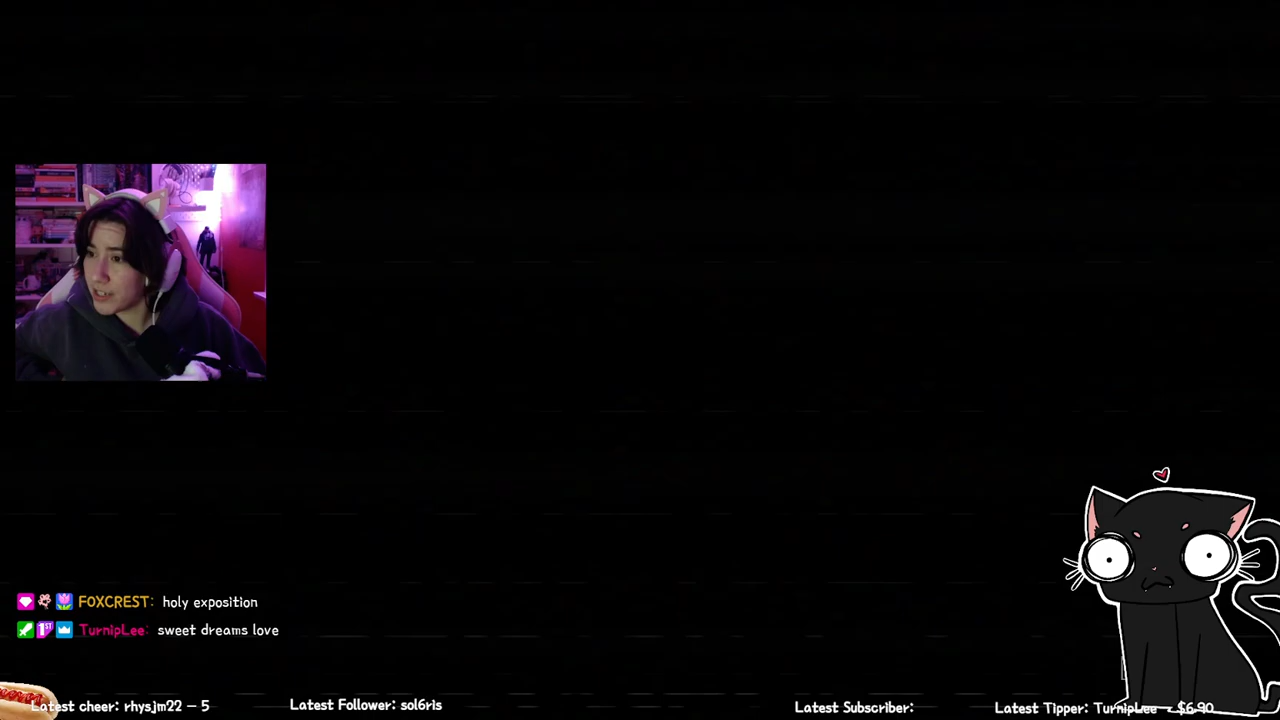 FOXCREST: holy exposition
1ST TurnipLee: sweet dreams love
Latest cheer: rhysjm22 – 5
Latest Follower: sol6ris
Latest Subscriber:
Latest Tipper: TurnipLee - $6.90